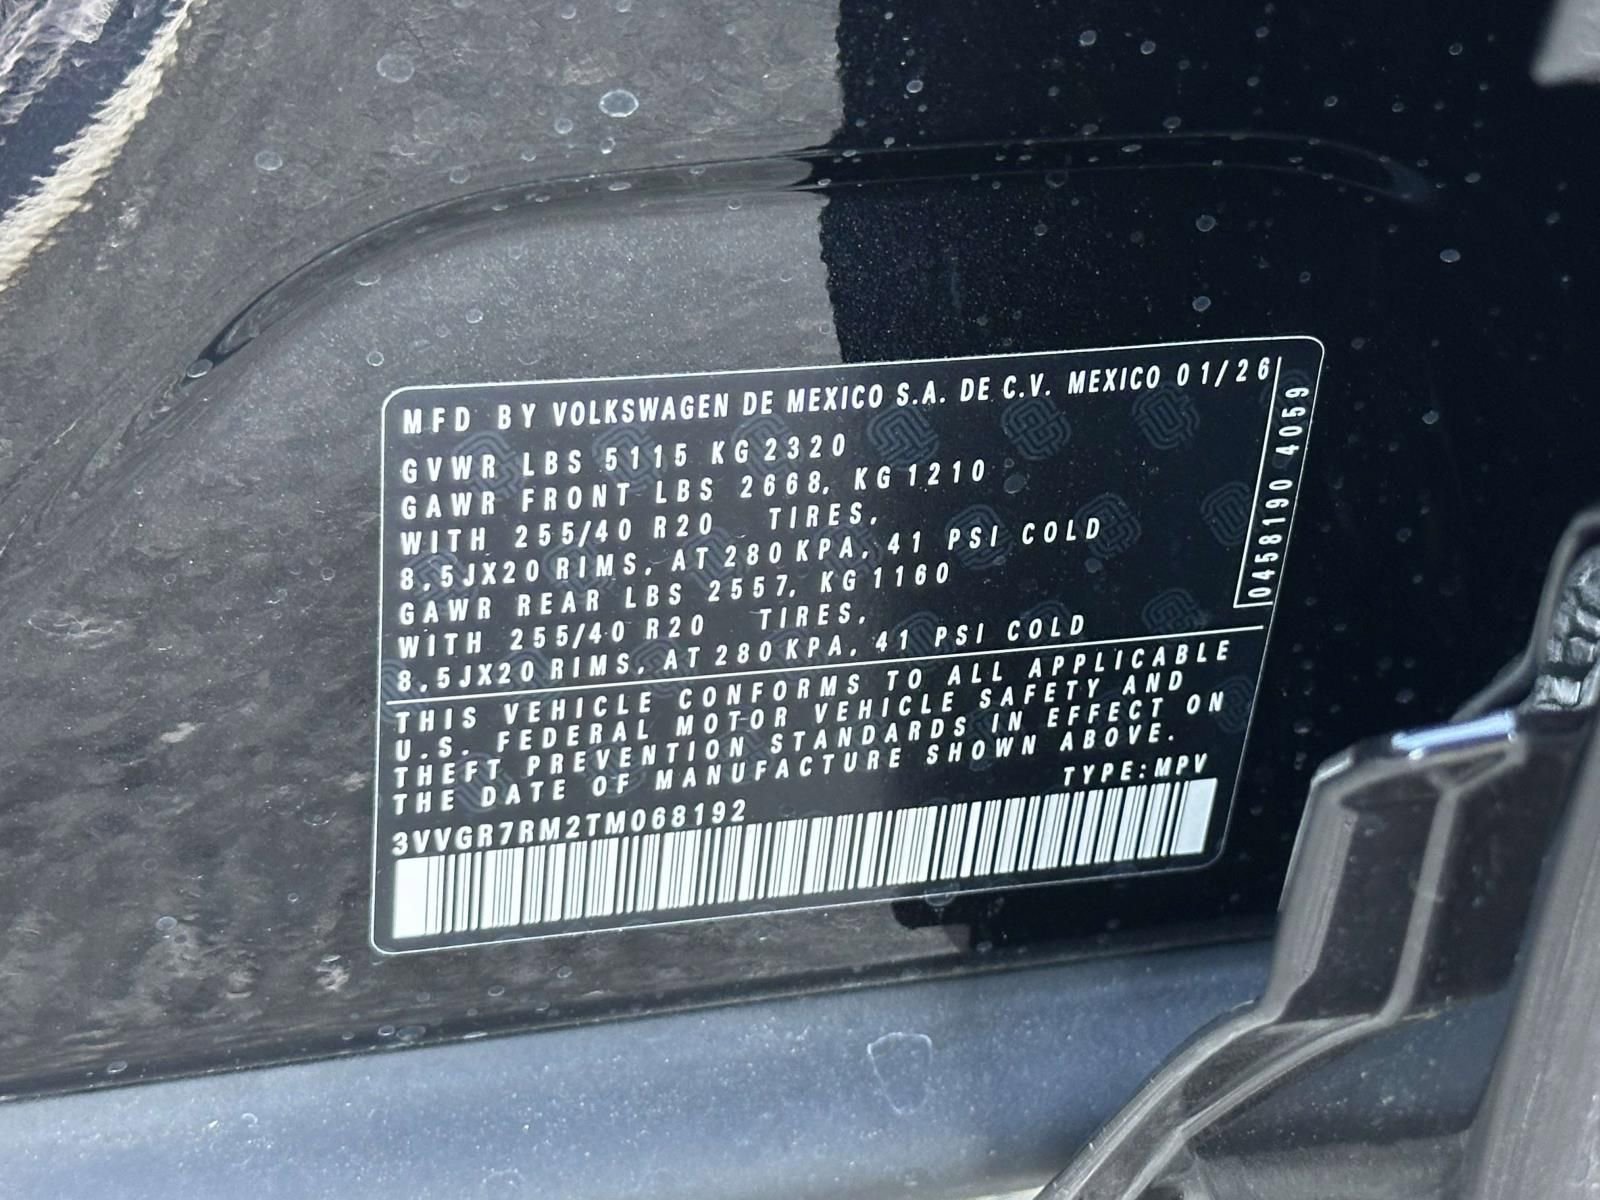 MFD BY VOLKSWAGEN DE MEXICO S.A. DE C.V. MEXICO 01/26
GVWR LBS 5115 KG 2320
GAWR FRONT LBS 2668, KG 1210
WITH 255/40 R20 TIRES,
8,5JX20 RIMS, AT 280 KPA, 41 PSI COLD
GAWR REAR LBS 2557, KG 1160
WITH 255/40 R20 TIRES,
8,5JX20 RIMS, AT 280 KPA, 41 PSI COLD
0458190 4059
THIS VEHICLE CONFORMS TO ALL APPLICABLE
U.S. FEDERAL MOTOR VEHICLE SAFETY AND
THEFT PREVENTION STANDARDS IN EFFECT ON
THE DATE OF MANUFACTURE SHOWN ABOVE.
TYPE:MPV
3VVGR7RM2TM068192